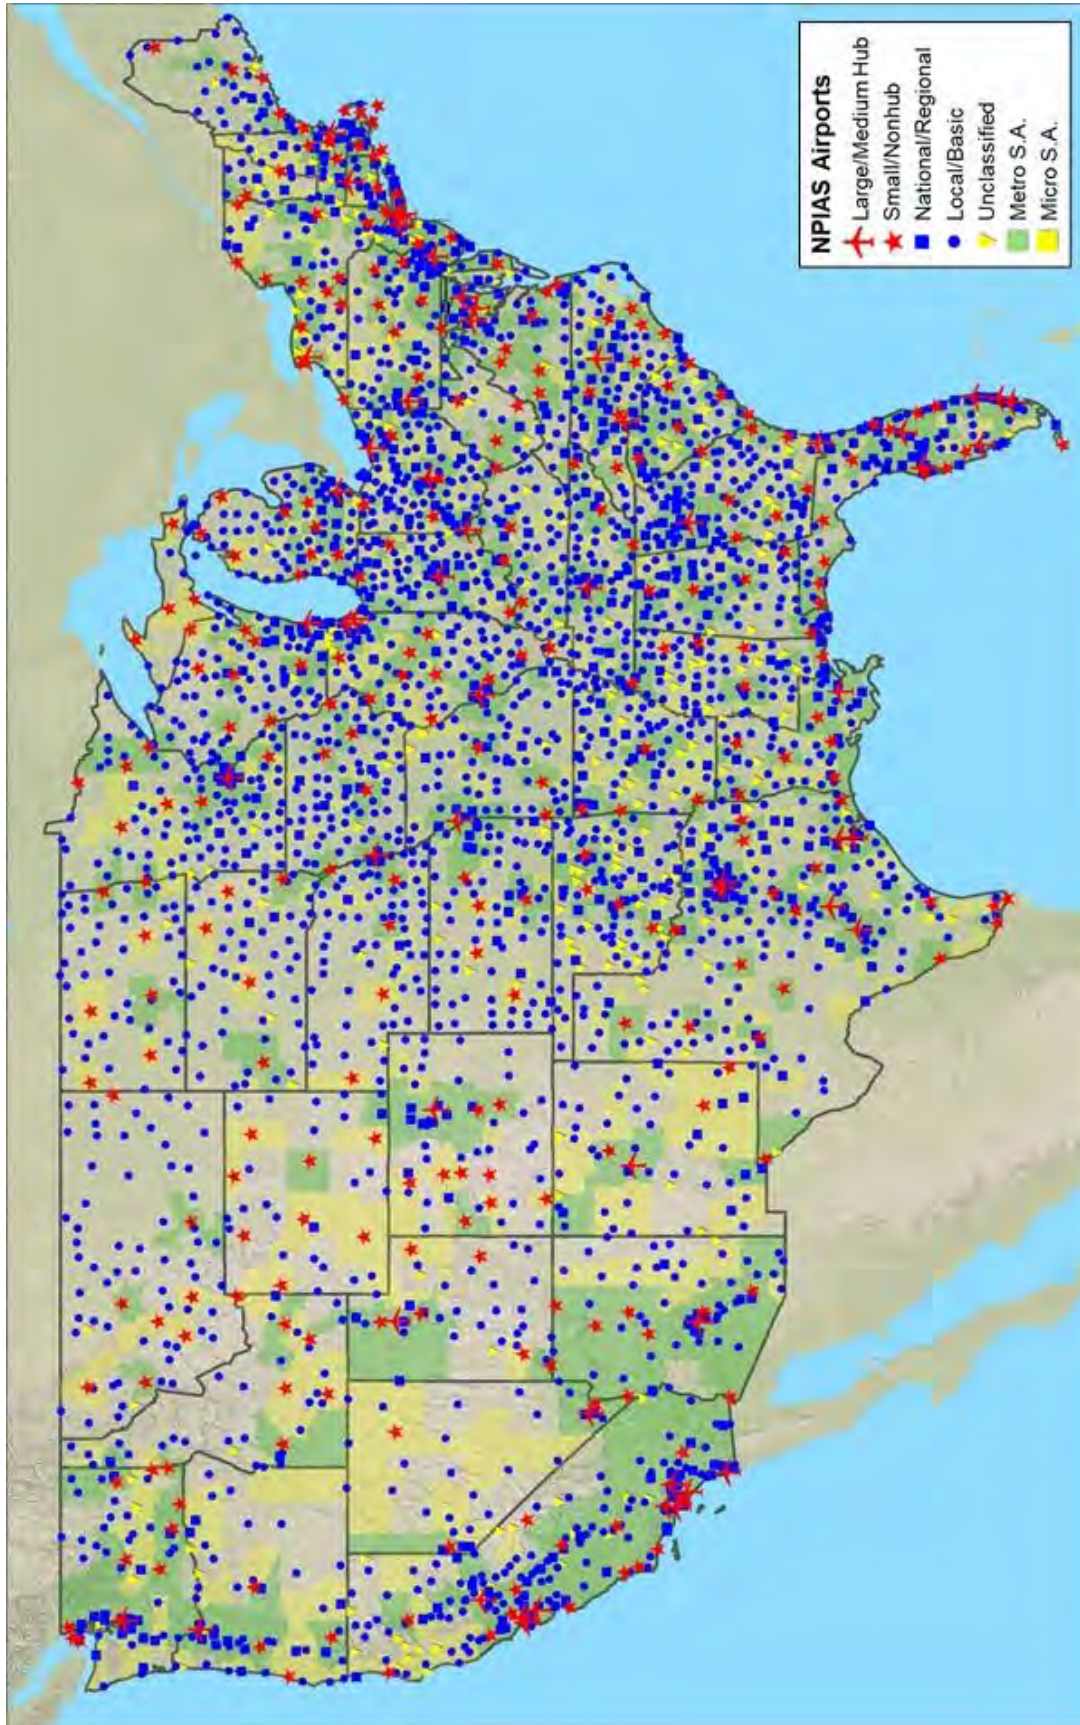 NPIAS Airports
Large/Medium Hub
Small/Nonhub
National/Regional
Local/Basic
Unclassified
Metro S.A.
Micro S.A.